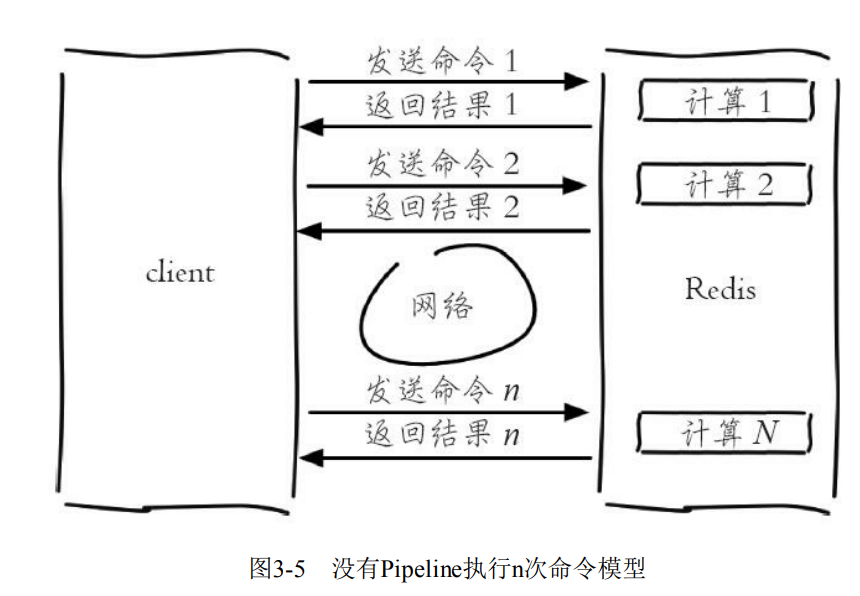 发送命令 1
返回结果 1
计算 1
发送命令 2
返回结果 2
计算 2
client
网络
Redis
发送命令 n
返回结果 n
计算 N
图3-5 没有Pipeline执行n次命令模型